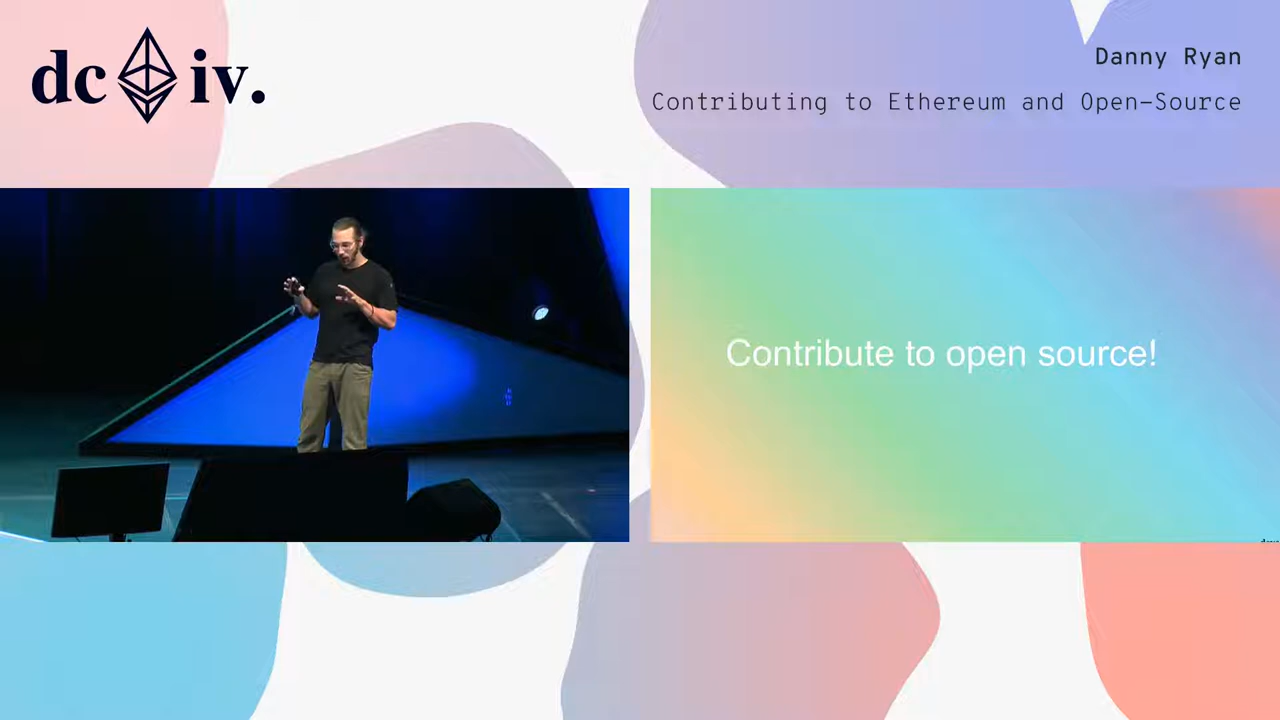 dc iv.
Danny Ryan
Contributing to Ethereum and Open-Source
Contribute to open source!